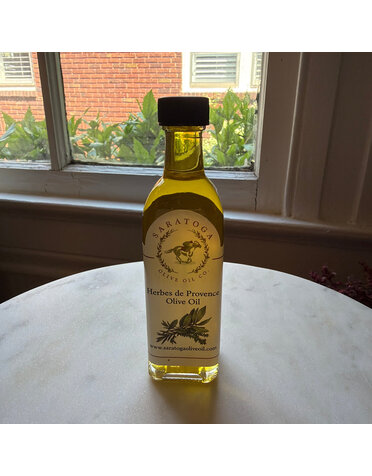 SARATOGA
OLIVE OIL CO.
Herbes de Provence
Olive Oil
www.saratogaoliveoil.com